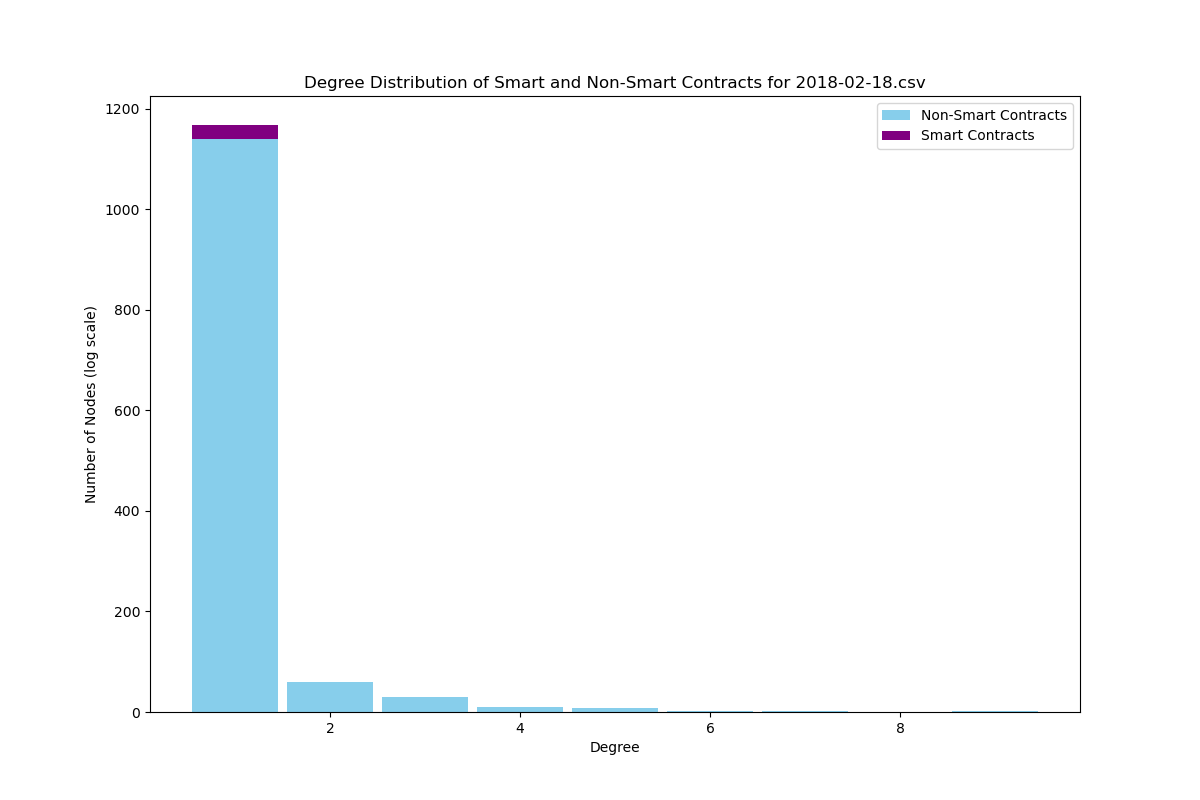 Degree Distribution of Smart and Non-Smart Contracts for 2018-02-18.csv
Non-Smart Contracts
Smart Contracts
1200
1000
800
600
400
200
0
Number of Nodes (log scale)
2 4 6 8
Degree